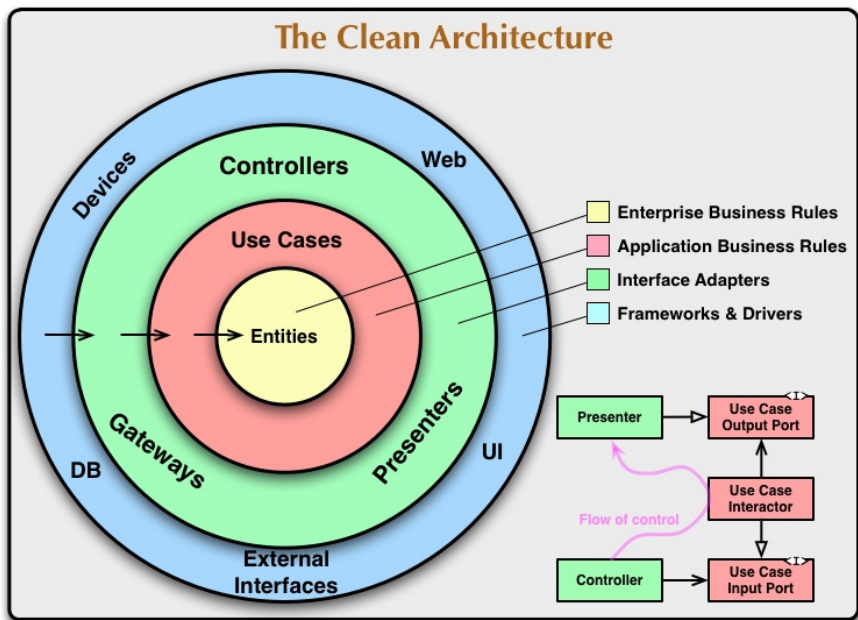 The Clean Architecture
Devices
Web
Controllers
Use Cases
Entities
Gateways
Presenters
DB
UI
External
Interfaces
Enterprise Business Rules
Application Business Rules
Interface Adapters
Frameworks & Drivers
Presenter
<I>
Use Case
Output Port
Flow of control
Use Case
Interactor
Controller
<I>
Use Case
Input Port